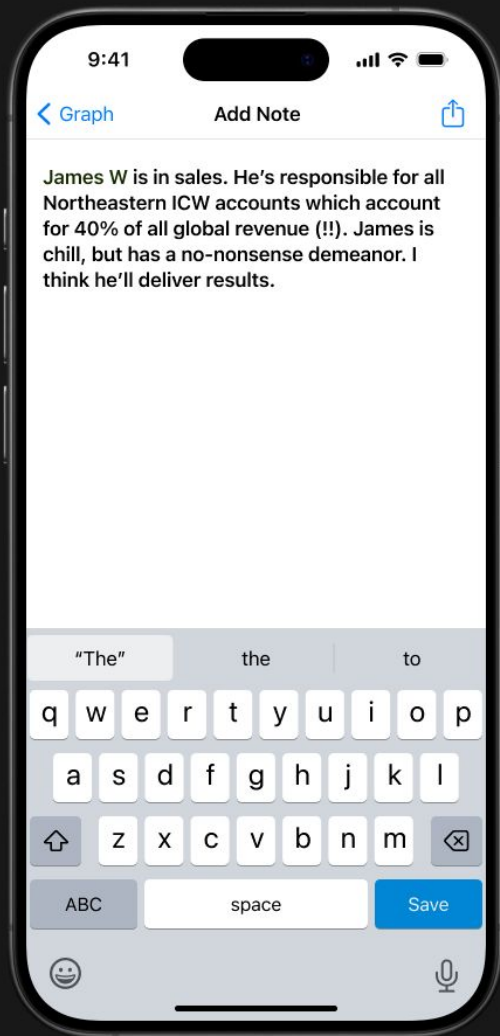 9:41
Graph
Add Note
James W is in sales. He’s responsible for all
Northeastern ICW accounts which account
for 40% of all global revenue (!!). James is
chill, but has a no-nonsense demeanor. I
think he’ll deliver results.
“The” the to
q w e r t y u i o p
a s d f g h j k l
z x c v b n m
ABC space Save